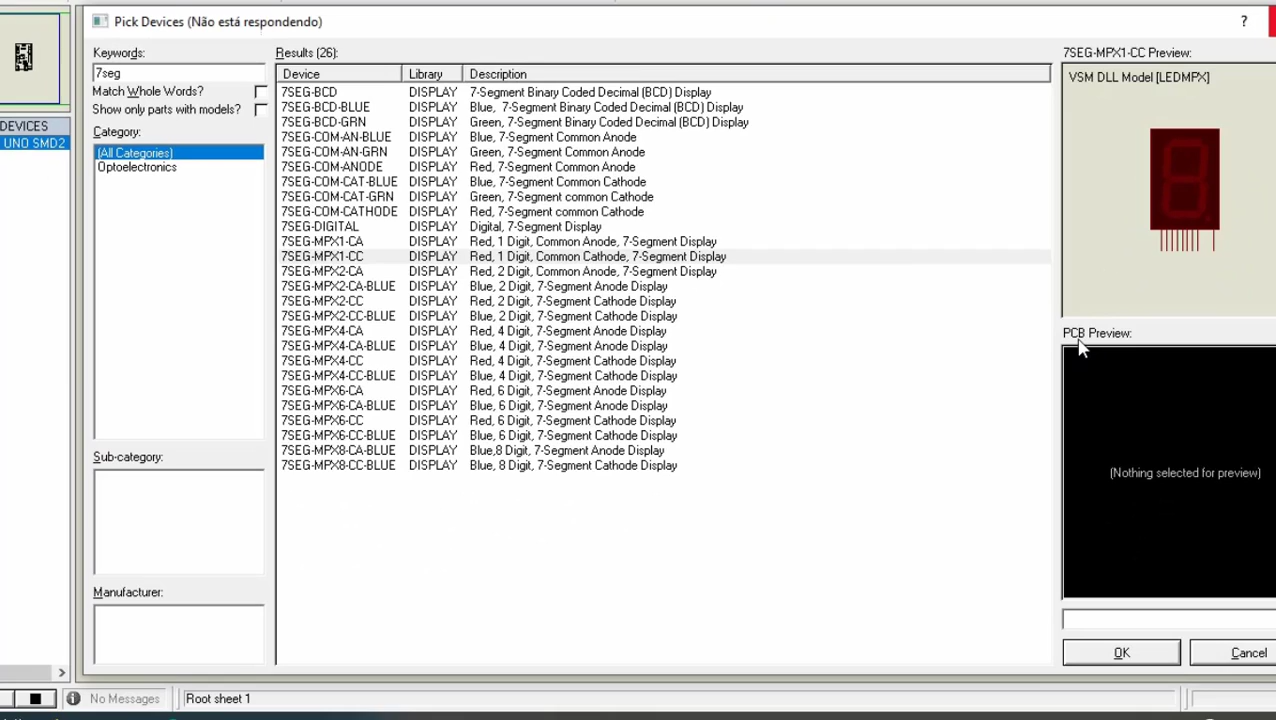 Pick Devices (Não está respondendo)
?
Keywords:
7seg
Match Whole Words?
Show only parts with models?
Category:
(All Categories)
Optoelectronics
Sub-category:
Manufacturer:
DEVICES
UNO SMD2
Results (26):
Device Library Description
7SEG-BCD DISPLAY 7-Segment Binary Coded Decimal (BCD) Display
7SEG-BCD-BLUE DISPLAY Blue, 7-Segment Binary Coded Decimal (BCD) Display
7SEG-BCD-GRN DISPLAY Green, 7-Segment Binary Coded Decimal (BCD) Display
7SEG-COM-AN-BLUE DISPLAY Blue, 7-Segment Common Anode
7SEG-COM-AN-GRN DISPLAY Green, 7-Segment Common Anode
7SEG-COM-ANODE DISPLAY Red, 7-Segment Common Anode
7SEG-COM-CAT-BLUE DISPLAY Blue, 7-Segment Common Cathode
7SEG-COM-CAT-GRN DISPLAY Green, 7-Segment common Cathode
7SEG-COM-CATHODE DISPLAY Red, 7-Segment common Cathode
7SEG-DIGITAL DISPLAY Digital, 7-Segment Display
7SEG-MPX1-CA DISPLAY Red, 1 Digit, Common Anode, 7-Segment Display
7SEG-MPX1-CC DISPLAY Red, 1 Digit, Common Cathode, 7-Segment Display
7SEG-MPX2-CA DISPLAY Red, 2 Digit, Common Anode, 7-Segment Display
7SEG-MPX2-CA-BLUE DISPLAY Blue, 2 Digit, 7-Segment Anode Display
7SEG-MPX2-CC DISPLAY Red, 2 Digit, 7-Segment Cathode Display
7SEG-MPX2-CC-BLUE DISPLAY Blue, 2 Digit, 7-Segment Cathode Display
7SEG-MPX4-CA DISPLAY Red, 4 Digit, 7-Segment Anode Display
7SEG-MPX4-CA-BLUE DISPLAY Blue, 4 Digit, 7-Segment Anode Display
7SEG-MPX4-CC DISPLAY Red, 4 Digit, 7-Segment Cathode Display
7SEG-MPX4-CC-BLUE DISPLAY Blue, 4 Digit, 7-Segment Cathode Display
7SEG-MPX6-CA DISPLAY Red, 6 Digit, 7-Segment Anode Display
7SEG-MPX6-CA-BLUE DISPLAY Blue, 6 Digit, 7-Segment Anode Display
7SEG-MPX6-CC DISPLAY Red, 6 Digit, 7-Segment Cathode Display
7SEG-MPX6-CC-BLUE DISPLAY Blue, 6 Digit, 7-Segment Cathode Display
7SEG-MPX8-CA-BLUE DISPLAY Blue,8 Digit, 7-Segment Anode Display
7SEG-MPX8-CC-BLUE DISPLAY Blue, 8 Digit, 7-Segment Cathode Display
7SEG-MPX1-CC Preview:
VSM DLL Model [LEDMPX]
PCB Preview:
(Nothing selected for preview)
OK Cancel
No Messages Root sheet 1